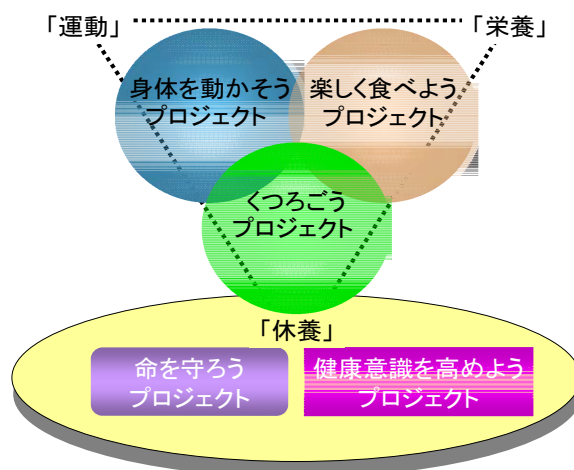 「運動」
「栄養」
身体を動かそう
プロジェクト
楽しく食べよう
プロジェクト
くつろごう
プロジェクト
「休養」
命を守ろう
プロジェクト
健康意識を高めよう
プロジェクト